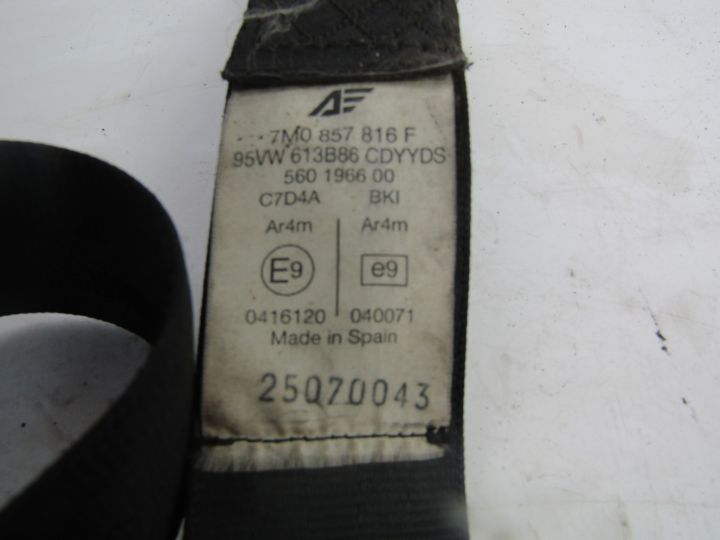 7M0 857 816 F
95VW 613B86 CDYYDS
560 1966 00
C7D4A BKI
Ar4m Ar4m
E9 e9
0416120 040071
Made in Spain
25070043